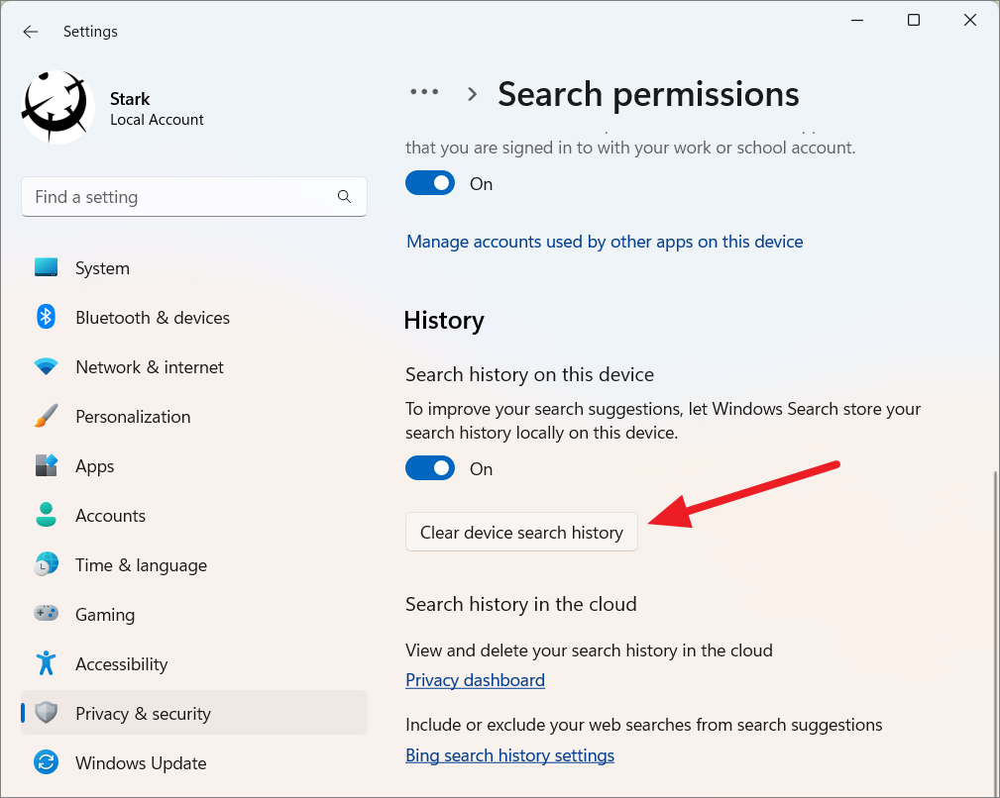 Settings
Stark
Local Account
Find a setting
System
Bluetooth & devices
Network & internet
Personalization
Apps
Accounts
Time & language
Gaming
Accessibility
Privacy & security
Windows Update
... > Search permissions
that you are signed in to with your work or school account.
On
Manage accounts used by other apps on this device
History
Search history on this device
To improve your search suggestions, let Windows Search store your
search history locally on this device.
On
Clear device search history
Search history in the cloud
View and delete your search history in the cloud
Privacy dashboard
Include or exclude your web searches from search suggestions
Bing search history settings